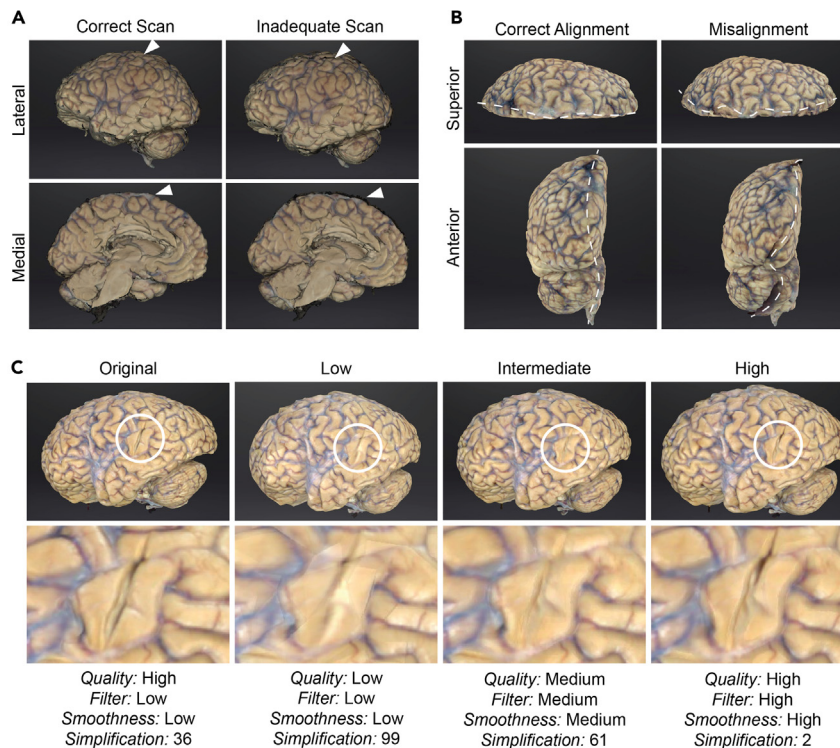 A
Correct Scan
Inadequate Scan
Lateral
Medial
B
Correct Alignment
Misalignment
Superior
Anterior
C
Original
Low
Intermediate
High
Quality: High
Filter: Low
Smoothness: Low
Simplification: 36
Quality: Low
Filter: Low
Smoothness: Low
Simplification: 99
Quality: Medium
Filter: Medium
Smoothness: Medium
Simplification: 61
Quality: High
Filter: High
Smoothness: High
Simplification: 2